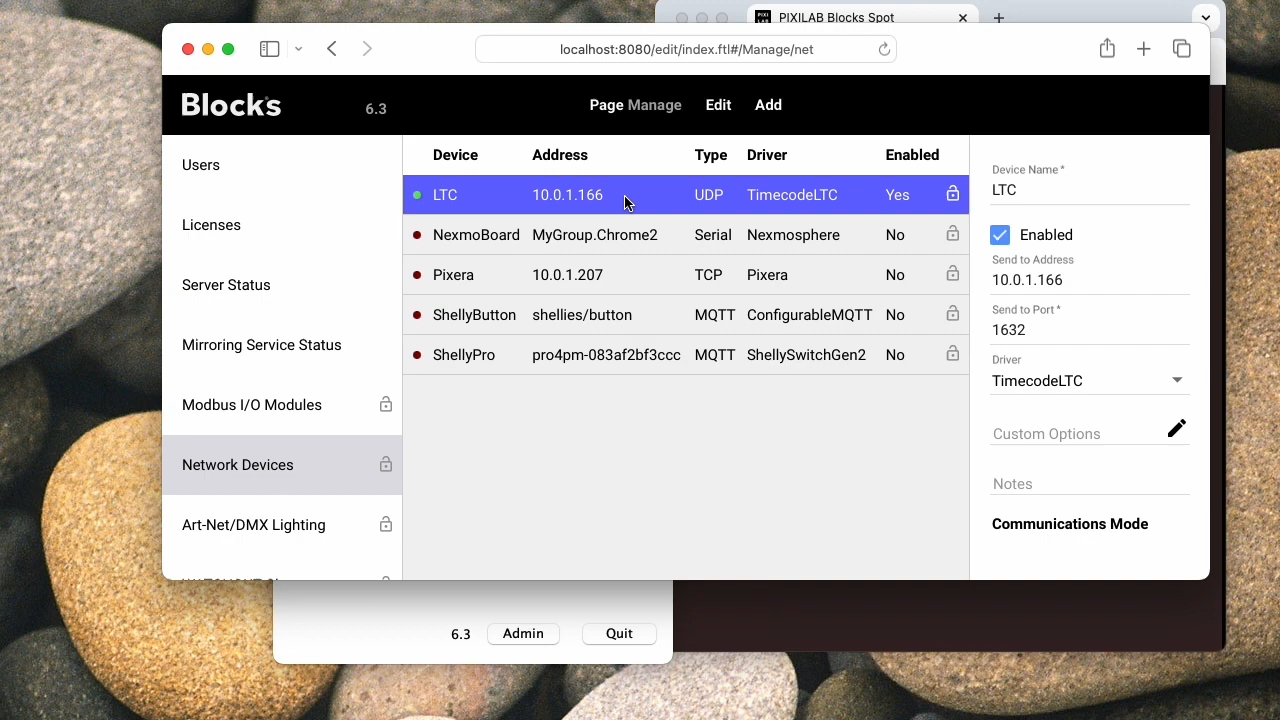 PIXI LAB PIXILAB Blocks Spot
localhost:8080/edit/index.ftl#/Manage/net
Blocks 6.3 Page Manage Edit Add
Users
Licenses
Server Status
Mirroring Service Status
Modbus I/O Modules
Network Devices
Art-Net/DMX Lighting
Device Address Type Driver Enabled
LTC 10.0.1.166 UDP TimecodeLTC Yes
NexmoBoard MyGroup.Chrome2 Serial Nexmosphere No
Pixera 10.0.1.207 TCP Pixera No
ShellyButton shellies/button MQTT ConfigurableMQTT No
ShellyPro pro4pm-083af2bf3ccc MQTT ShellySwitchGen2 No
Device Name*
LTC
Enabled
Send to Address
10.0.1.166
Send to Port*
1632
Driver
TimecodeLTC
Custom Options
Notes
Communications Mode
6.3 Admin Quit